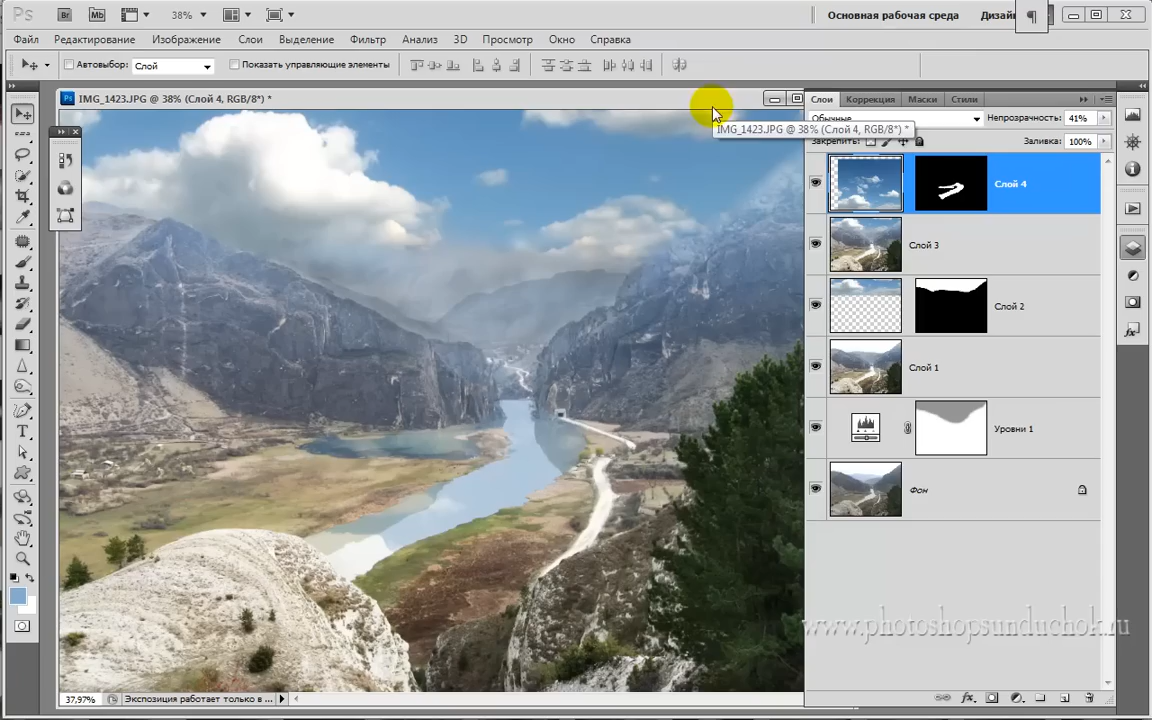 Ps Br Mb 38% Основная рабочая среда Дизайн
Файл Редактирование Изображение Слои Выделение Фильтр Анализ 3D Просмотр Окно Справка
Автовыбор: Слой Показать управляющие элементы
Ps IMG_1423.JPG @ 38% (Слой 4, RGB/8*) *
Слои Коррекция Маски Стили
Обычные Непрозрачность: 41%
IMG_1423.JPG @ 38% (Слой 4, RGB/8*) *
Закрепить: Заливка: 100%
Слой 4
Слой 3
Слой 2
Слой 1
Уровни 1
Фон
www.photoshopsunduchok.ru
37,97% Экспозиция работает только в ...